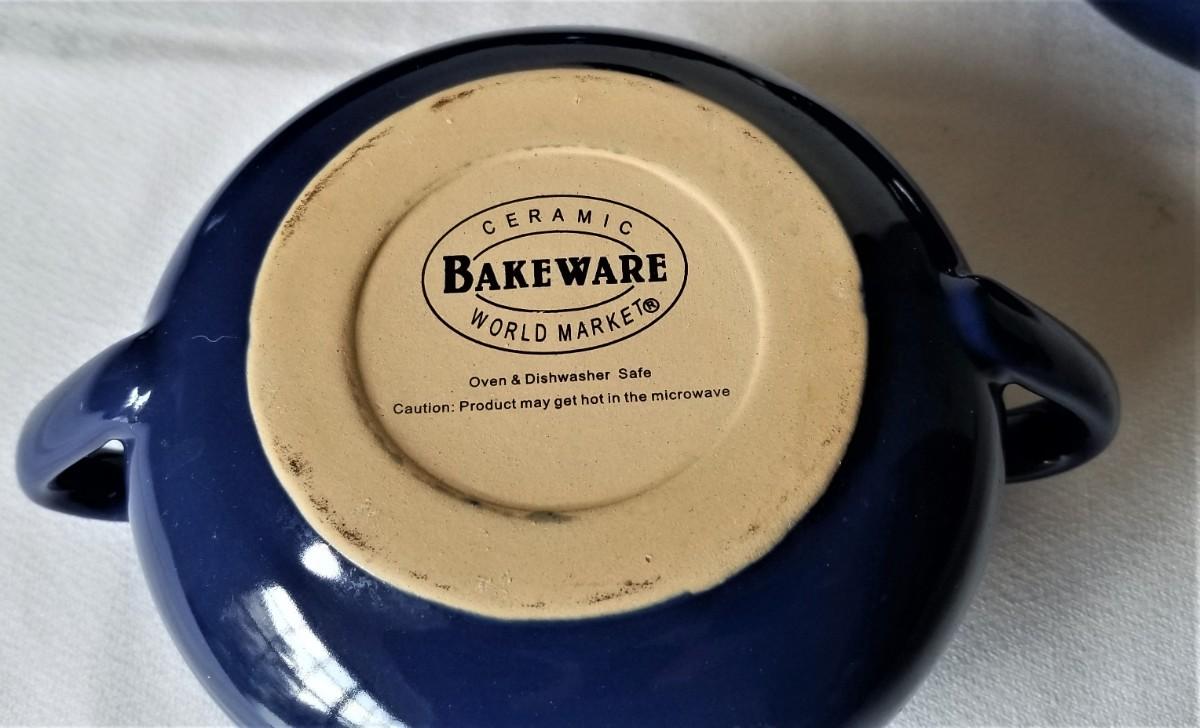 CERAMIC
BAKEWARE
WORLD MARKET®
Oven & Dishwasher Safe
Caution: Product may get hot in the microwave